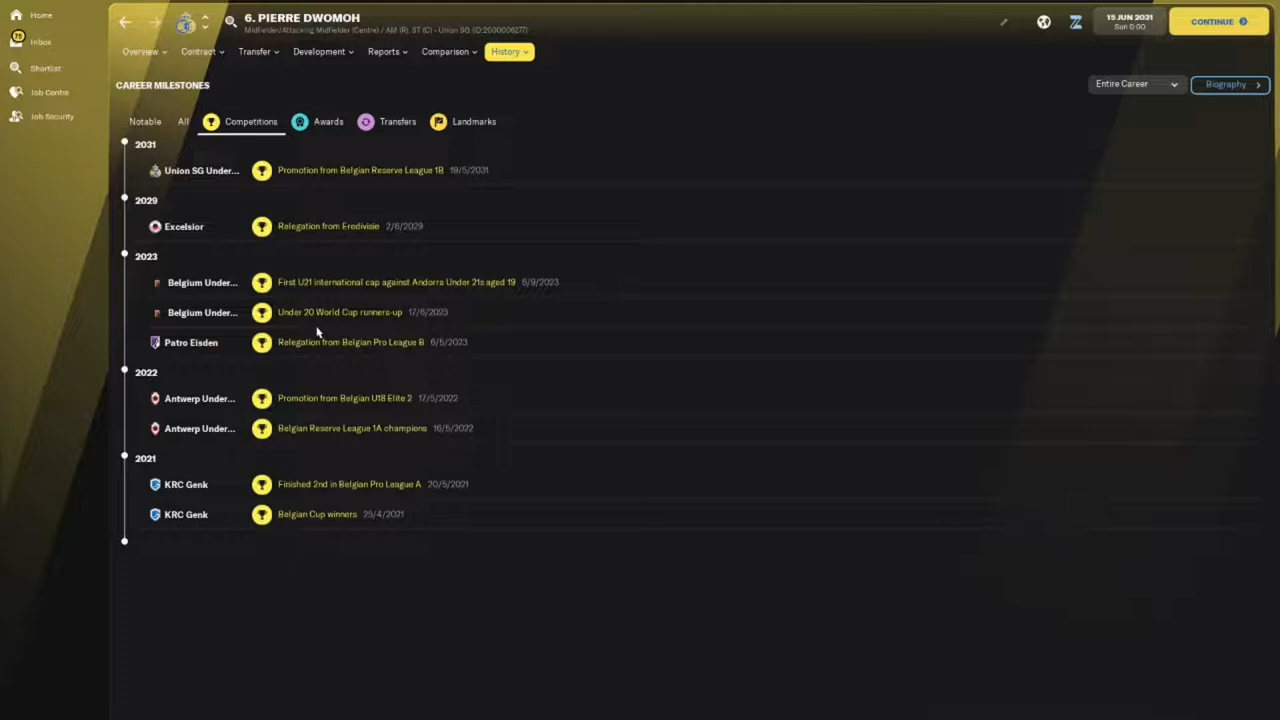 Home
75
Inbox
Shortlist
Job Centre
Job Security
6. PIERRE DWOMOH
Midfielder/Attacking Midfielder (Centre) / AM (R), ST (C) - Union SG (ID:2000006277)
Z
15 JUN 2031
Sun 0:00
CONTINUE
Overview
Contract
Transfer
Development
Reports
Comparison
History
CAREER MILESTONES
Entire Career
Biography
Notable
All
Competitions
Awards
Transfers
Landmarks
2031
Union SG Under... Promotion from Belgian Reserve League 1B 19/5/2031
2029
Excelsior Relegation from Eredivisie 2/6/2029
2023
Belgium Under... First U21 international cap against Andorra Under 21s aged 19 6/9/2023
Belgium Under... Under 20 World Cup runners-up 17/6/2023
Patro Eisden Relegation from Belgian Pro League B 6/5/2023
2022
Antwerp Under... Promotion from Belgian U18 Elite 2 17/5/2022
Antwerp Under... Belgian Reserve League 1A champions 16/5/2022
2021
KRC Genk Finished 2nd in Belgian Pro League A 20/5/2021
KRC Genk Belgian Cup winners 25/4/2021